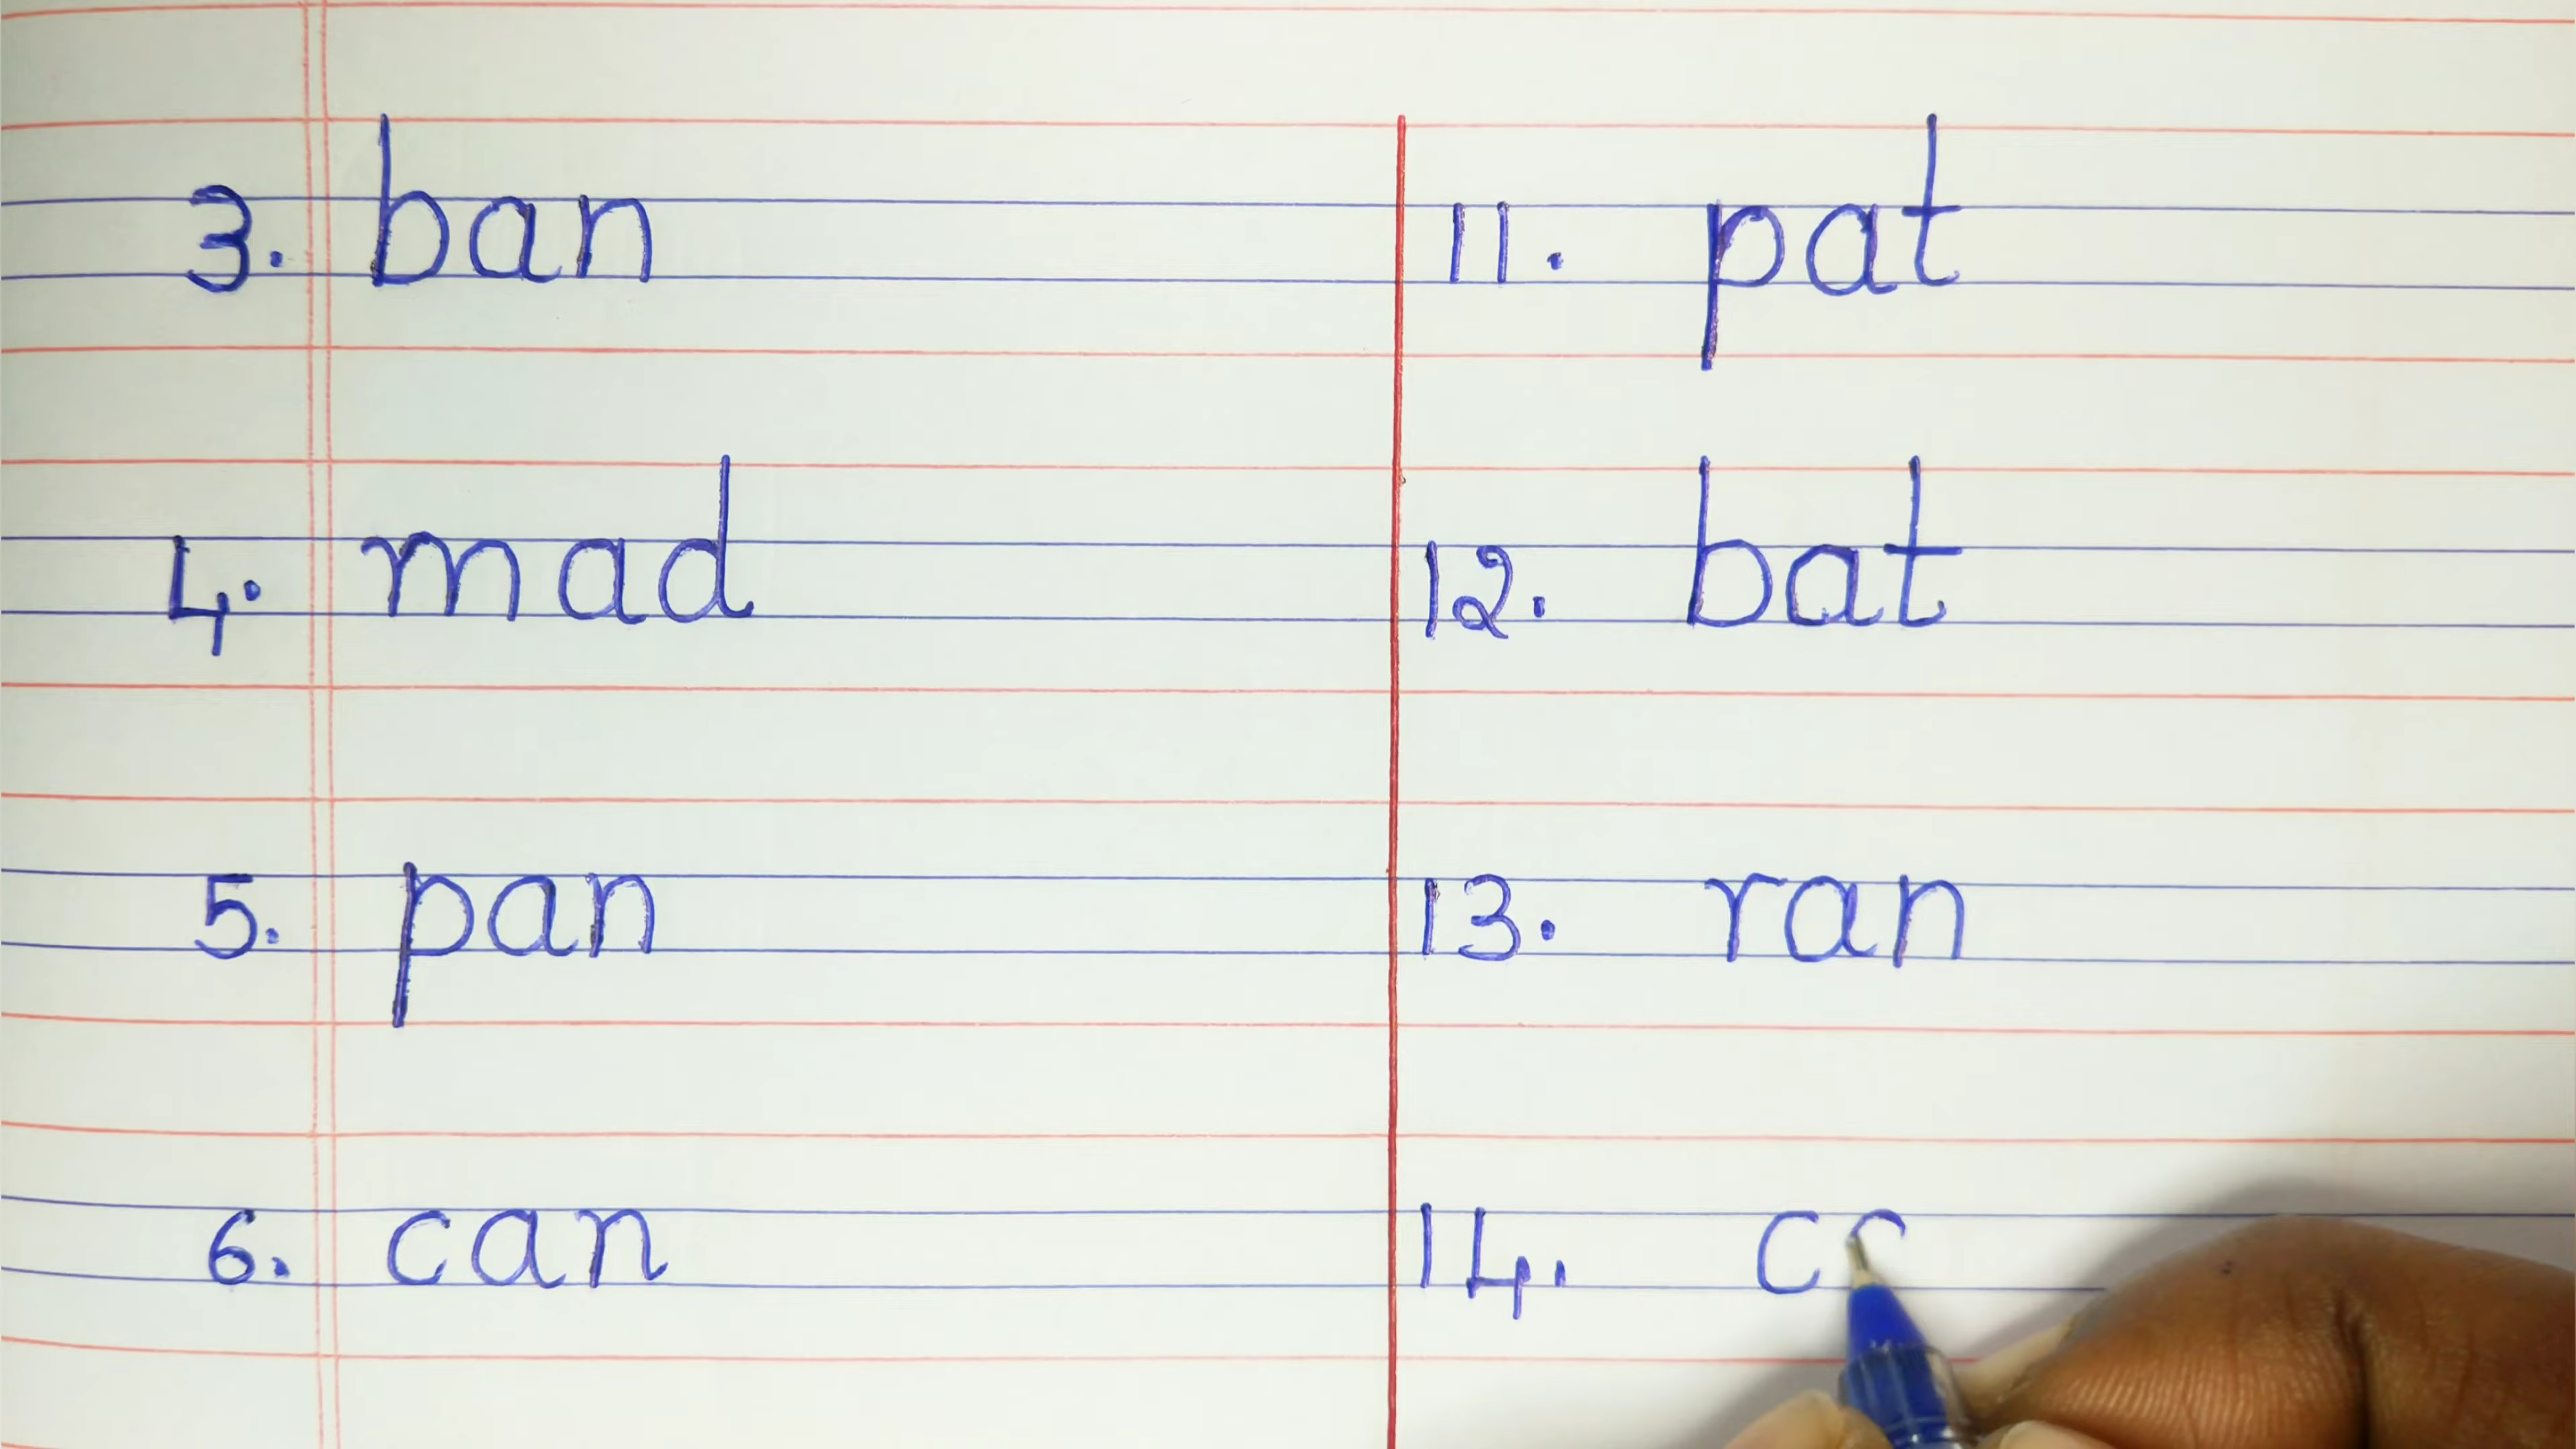 3. ban
4. mad
5. pan
6. can
11. pat
12. bat
13. ran
14. c